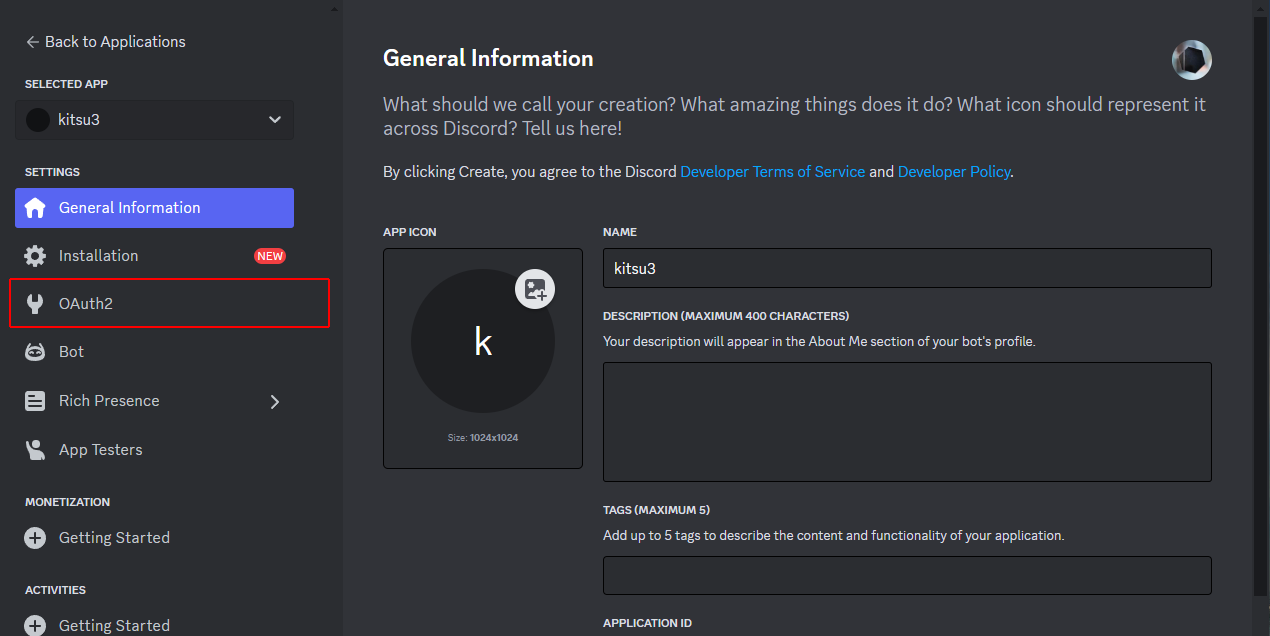 Back to Applications
SELECTED APP
kitsu3
SETTINGS
General Information
Installation NEW
OAuth2
Bot
Rich Presence
App Testers
MONETIZATION
Getting Started
ACTIVITIES
Getting Started
General Information
What should we call your creation? What amazing things does it do? What icon should represent it
across Discord? Tell us here!
By clicking Create, you agree to the Discord Developer Terms of Service and Developer Policy.
APP ICON
k
Size: 1024x1024
NAME
kitsu3
DESCRIPTION (MAXIMUM 400 CHARACTERS)
Your description will appear in the About Me section of your bot's profile.
TAGS (MAXIMUM 5)
Add up to 5 tags to describe the content and functionality of your application.
APPLICATION ID